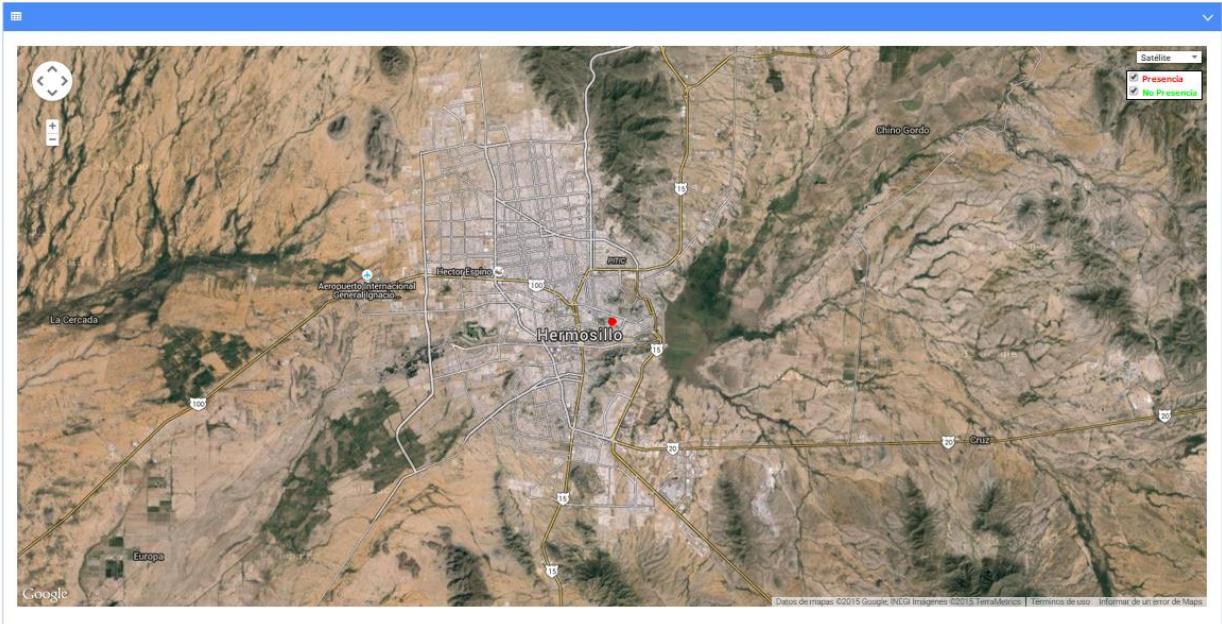 Satélite
Presencia
No Presencia
+
−
Chino Gordo
15
PITIC
Hector Espino
100
Aeropuerto Internacional
General Ignacio...
La Cercada
Hermosillo
15
100
20
20
20
Cruz
15
15
Europa
Google
Datos de mapas ©2015 Google, INEGI Imágenes ©2015 TerraMetrics
Términos de uso
Informar de un error de Maps